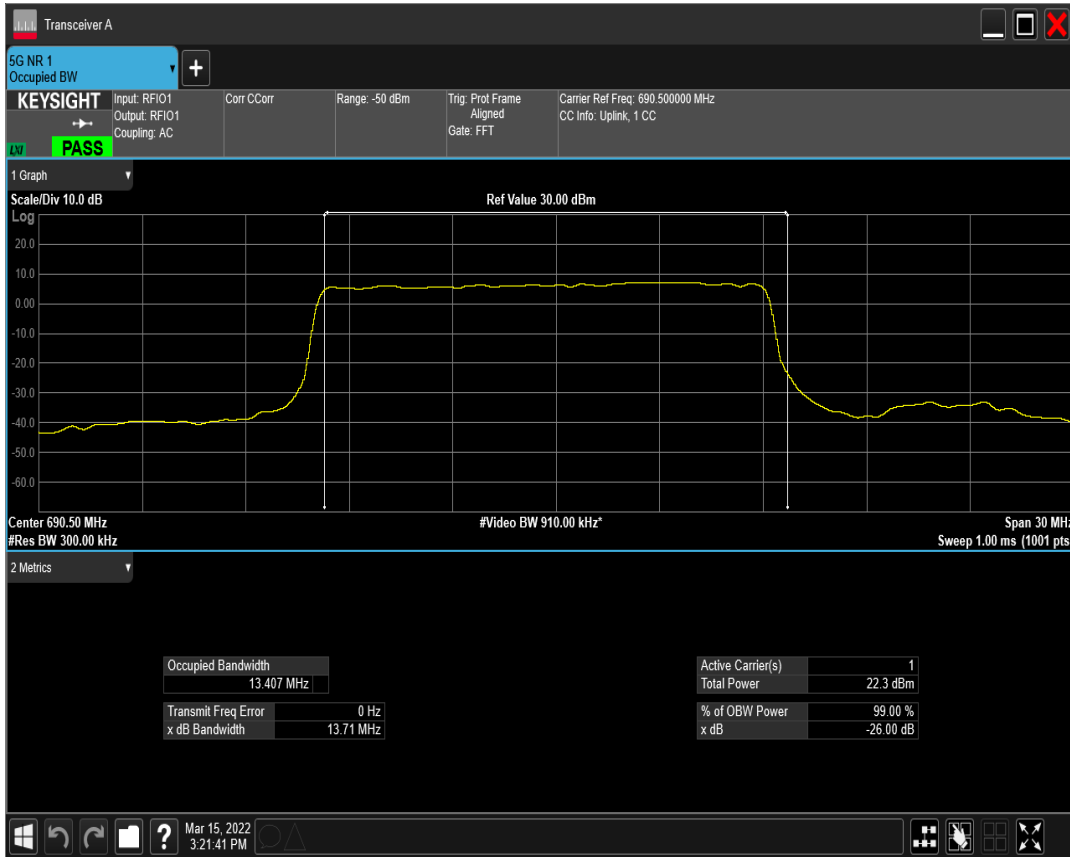 Transceiver A
5G NR 1
Occupied BW
KEYSIGHT
LXI
PASS
Input: RFIO1
Output: RFIO1
Coupling: AC
Corr CCorr
Range: -50 dBm
Trig: Prot Frame
Aligned
Gate: FFT
Carrier Ref Freq: 690.500000 MHz
CC Info: Uplink, 1 CC
1 Graph
Scale/Div 10.0 dB
Ref Value 30.00 dBm
Log
20.0
10.0
0.00
-10.0
-20.0
-30.0
-40.0
-50.0
-60.0
Center 690.50 MHz
#Video BW 910.00 kHz*
Span 30 MHz
#Res BW 300.00 kHz
Sweep 1.00 ms (1001 pts
2 Metrics
Occupied Bandwidth
13.407 MHz
Transmit Freq Error 0 Hz
x dB Bandwidth 13.71 MHz
Active Carrier(s) 1
Total Power 22.3 dBm
% of OBW Power 99.00 %
x dB -26.00 dB
?
Mar 15, 2022
3:21:41 PM